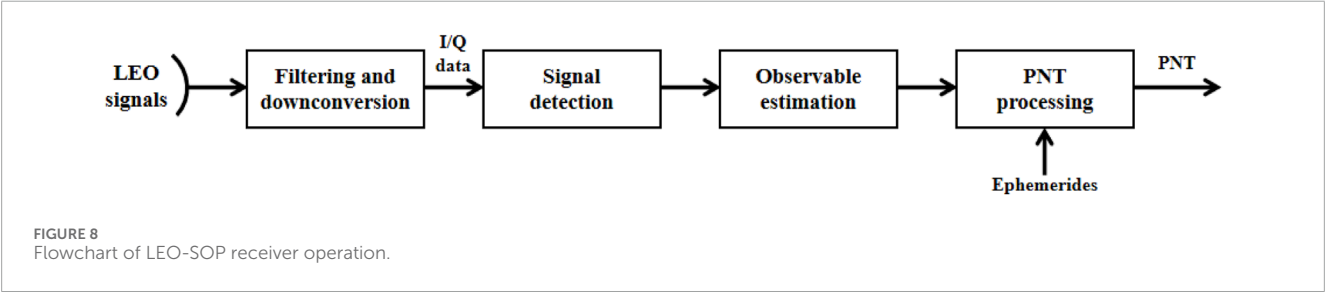 LEO
signals
Filtering and
downconversion
I/Q
data
Signal
detection
Observable
estimation
PNT
processing
PNT
Ephemerides
FIGURE 8
Flowchart of LEO-SOP receiver operation.